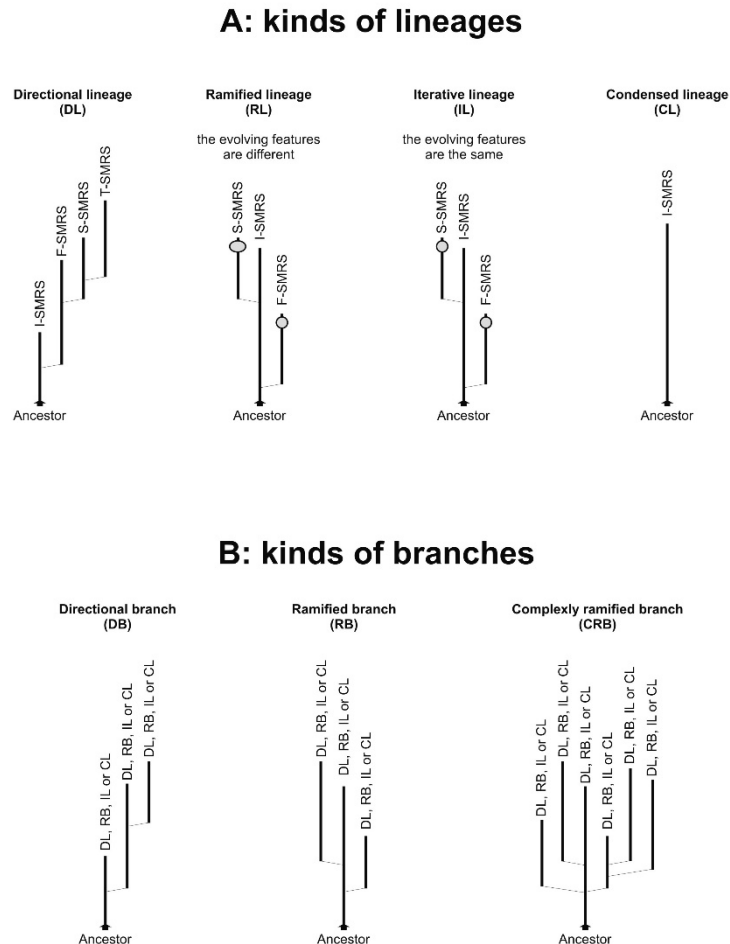 A: kinds of lineages
Directional lineage
(DL)
I-SMRS
F-SMRS
S-SMRS
T-SMRS
Ancestor
Ramified lineage
(RL)
the evolving features
are different
S-SMRS
I-SMRS
F-SMRS
Ancestor
Iterative lineage
(IL)
the evolving features
are the same
S-SMRS
I-SMRS
F-SMRS
Ancestor
Condensed lineage
(CL)
I-SMRS
Ancestor
B: kinds of branches
Directional branch
(DB)
DL, RB, IL or CL
DL, RB, IL or CL
DL, RB, IL or CL
Ancestor
Ramified branch
(RB)
DL, RB, IL or CL
DL, RB, IL or CL
DL, RB, IL or CL
Ancestor
Complexly ramified branch
(CRB)
DL, RB, IL or CL
DL, RB, IL or CL
DL, RB, IL or CL
DL, RB, IL or CL
DL, RB, IL or CL
DL, RB, IL or CL
Ancestor